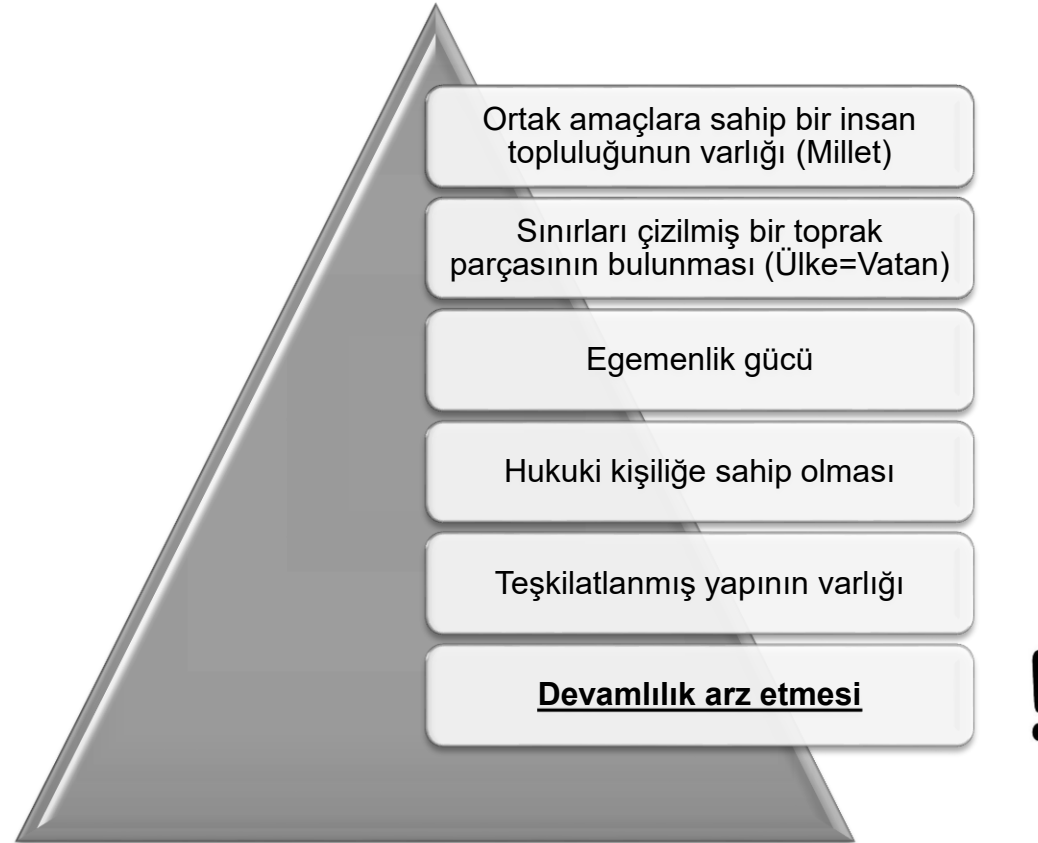 Ortak amaçlara sahip bir insan
topluluğunun varlığı (Millet)
Sınırları çizilmiş bir toprak
parçasının bulunması (Ülke=Vatan)
Egemenlik gücü
Hukuki kişiliğe sahip olması
Teşkilatlanmış yapının varlığı
Devamlılık arz etmesi